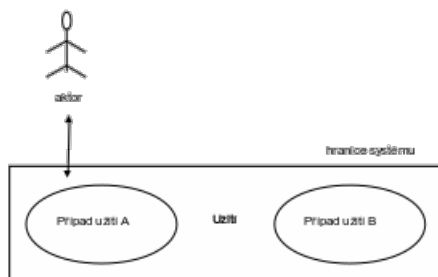 aktor
hranice systému
Případ užití A
Užití
Případ užití B